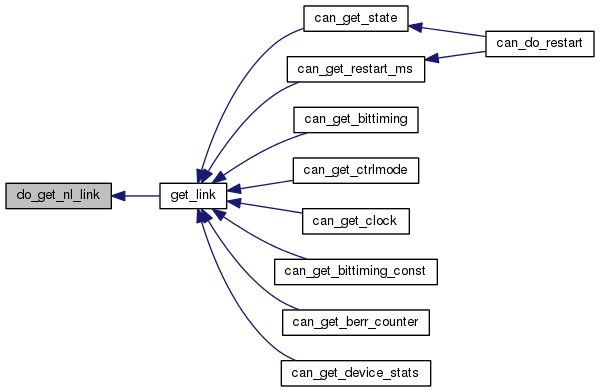 can_get_state
can_do_restart
can_get_restart_ms
can_get_bittiming
can_get_ctrlmode
do_get_nl_link
get_link
can_get_clock
can_get_bittiming_const
can_get_berr_counter
can_get_device_stats